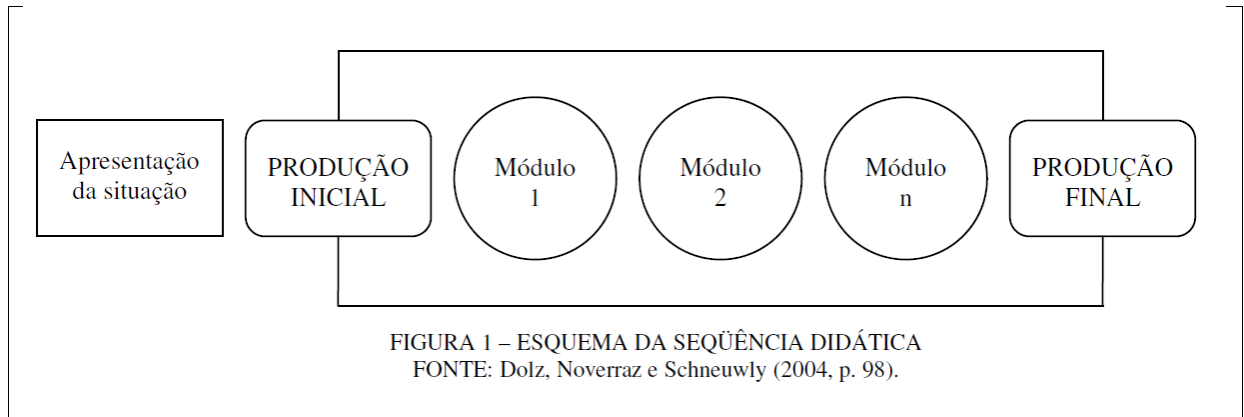 Apresentação
da situação
PRODUÇÃO
INICIAL
Módulo
1
Módulo
2
Módulo
n
PRODUÇÃO
FINAL
FIGURA 1 – ESQUEMA DA SEQÜÊNCIA DIDÁTICA
FONTE: Dolz, Noverraz e Schneuwly (2004, p. 98).